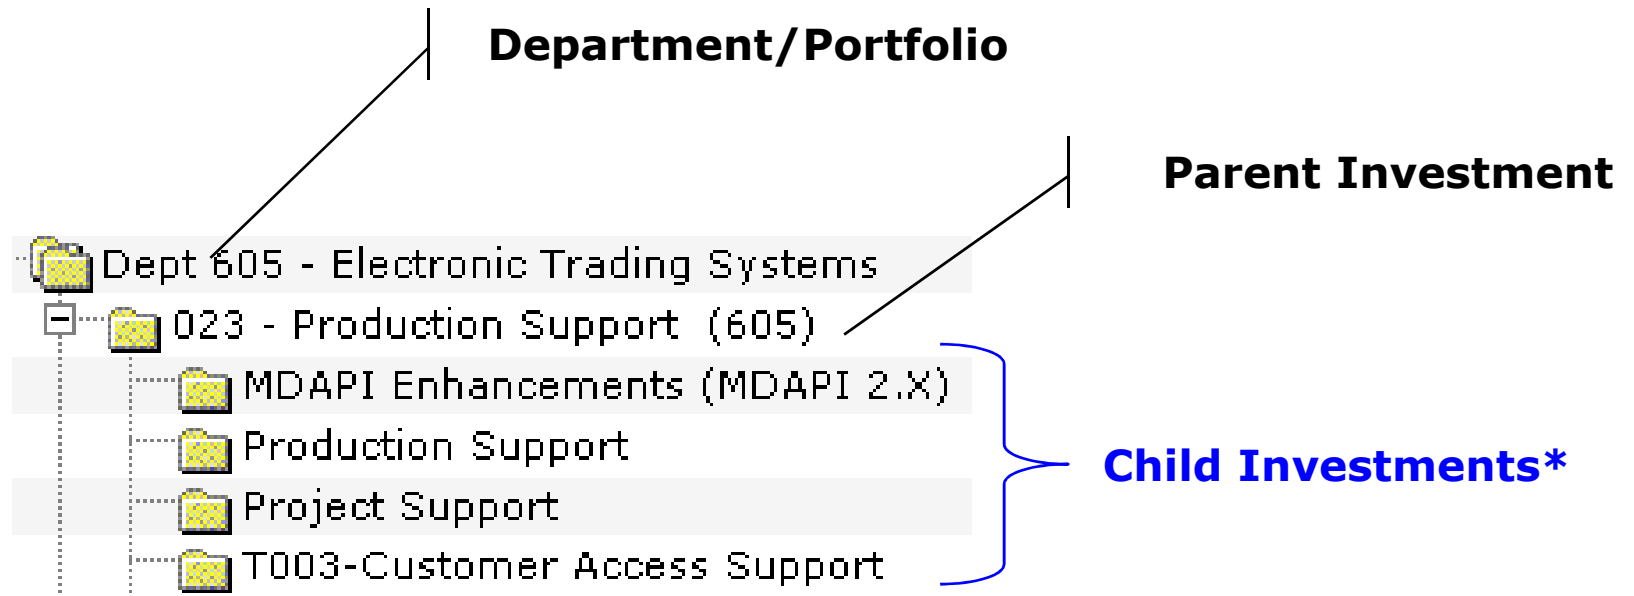 Department/Portfolio
Parent Investment
Dept 605 - Electronic Trading Systems
023 - Production Support (605)
MDAPI Enhancements (MDAPI 2.X)
Production Support
Child Investments*
Project Support
T003-Customer Access Support